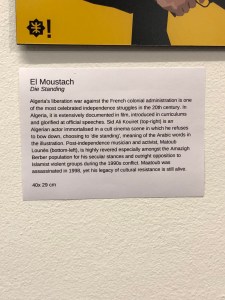 !
El Moustach
Die Standing
Algeria's liberation war against the French colonial administration is one
of the most celebrated independence struggles in the 20th century. In
Algeria, it is extensively documented in film, introduced in curriculums
and glorified at official speeches. Sid Ali Kouiret (top-right) is an
Algerian actor immortalised in a cult cinema scene in which he refuses
to bow down, choosing to 'die standing', meaning of the Arabic words in
the illustration. Post-independence musician and activist, Matoub
Lounès (bottom-left), is highly revered especially amongst the Amazigh
Berber population for his secular stances and outright opposition to
Islamist violent groups during the 1990s conflict. Maatoub was
assassinated in 1998, yet his legacy of cultural resistance is still alive.
40x 29 cm